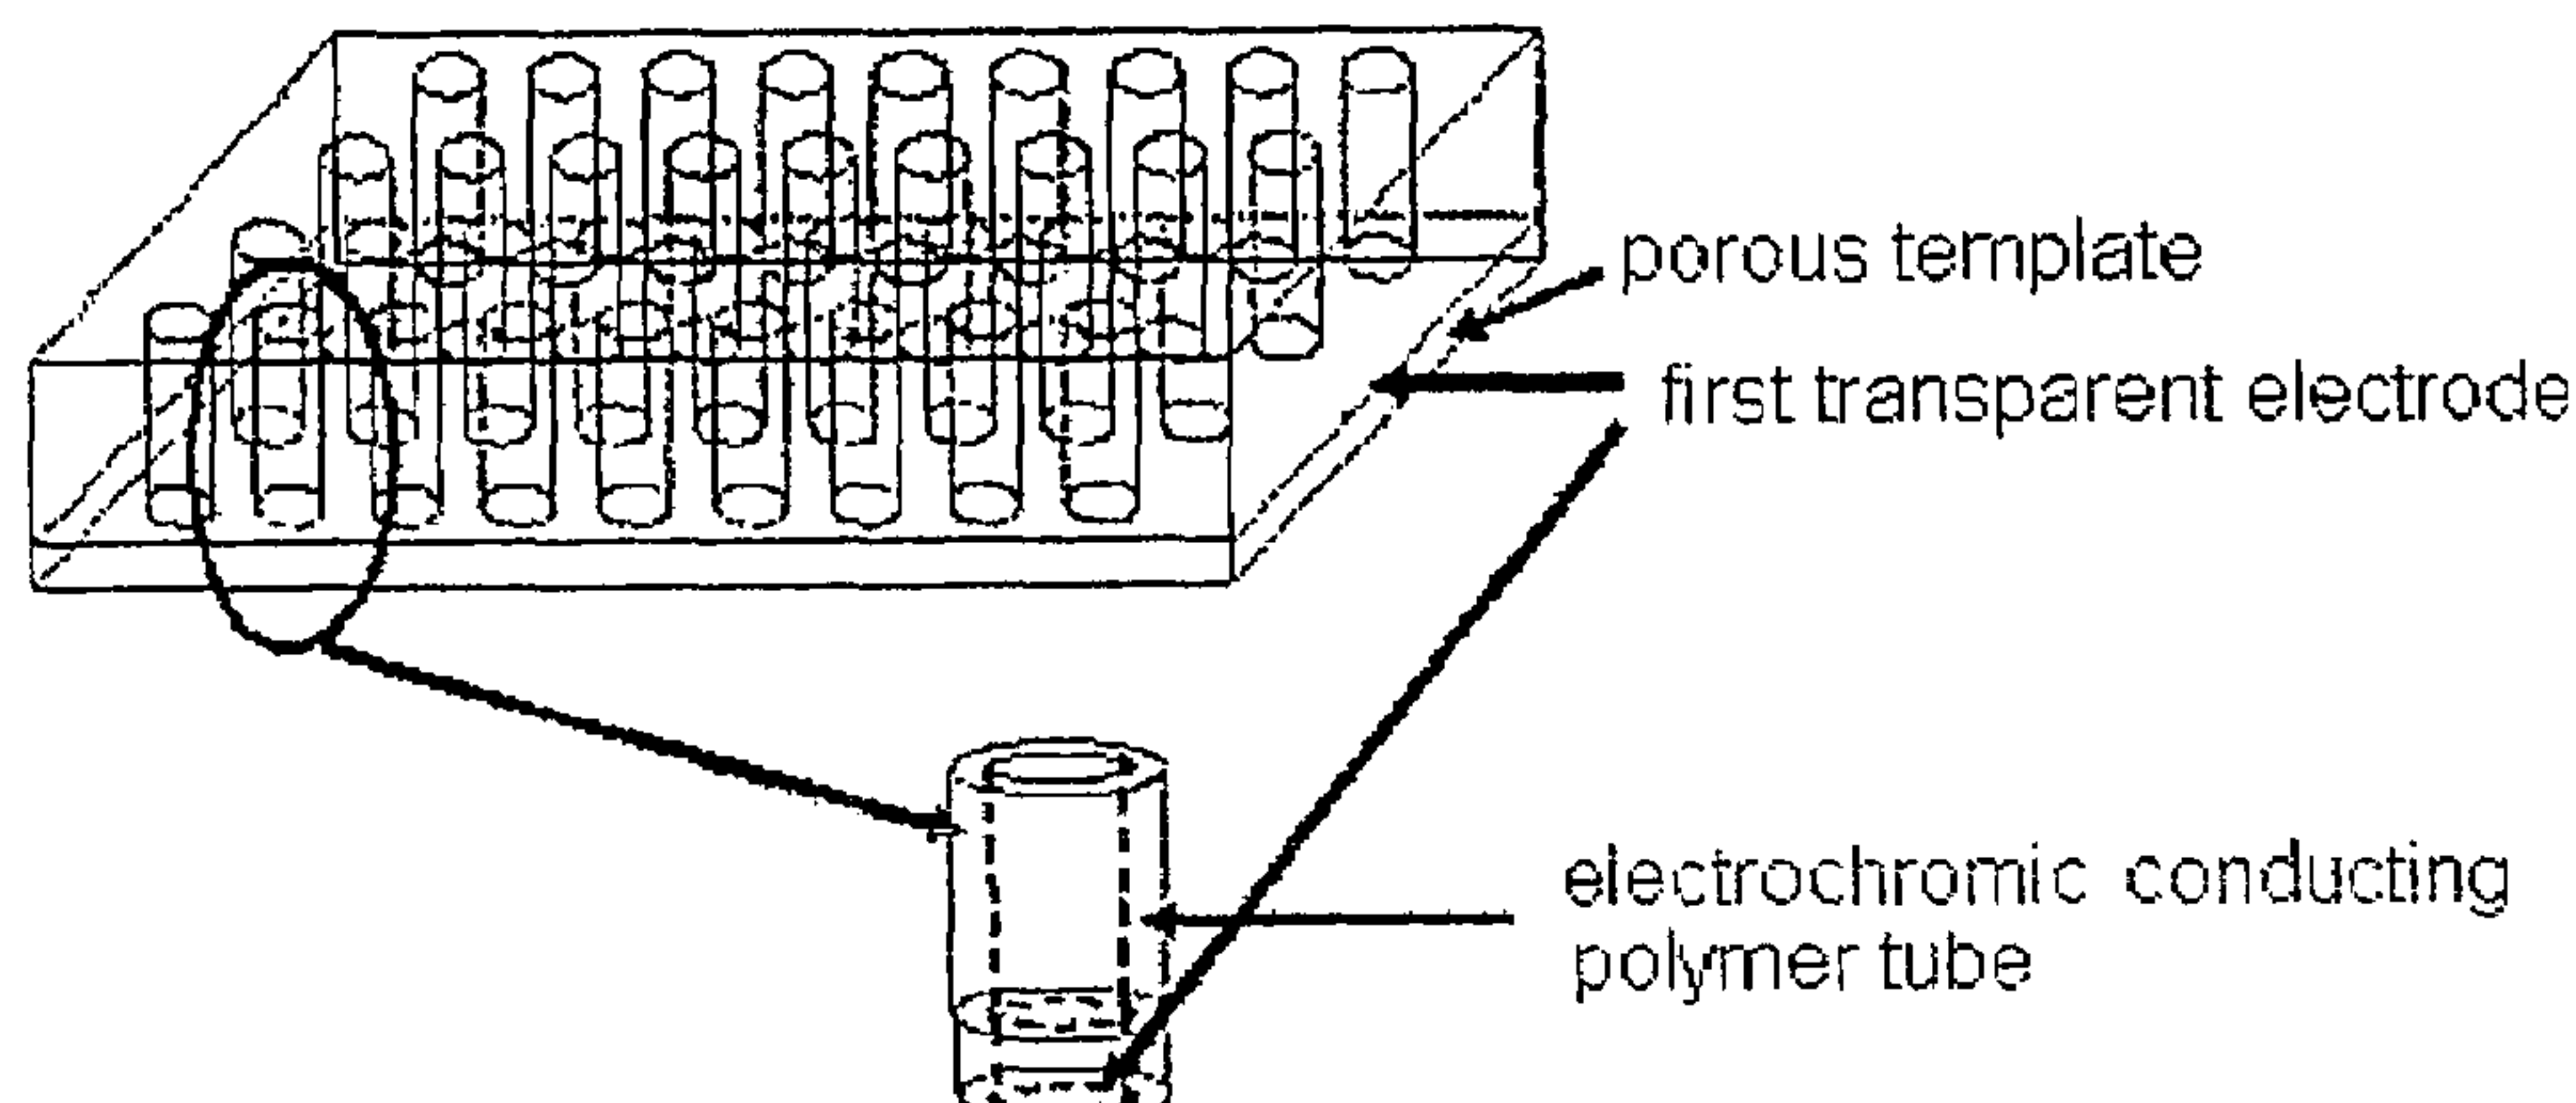 porous template
first transparent electrode
electrochromic conducting
polymer tube